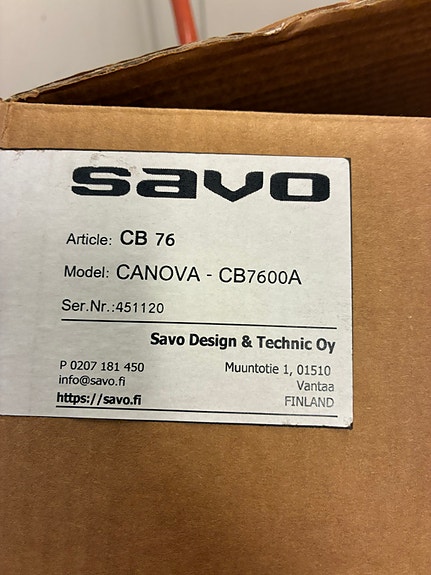 savo
Article: CB 76
Model: CANOVA - CB7600A
Ser.Nr.:451120
Savo Design & Technic Oy
P 0207 181 450
info@savo.fi
https://savo.fi
Muuntotie 1, 01510
Vantaa
FINLAND